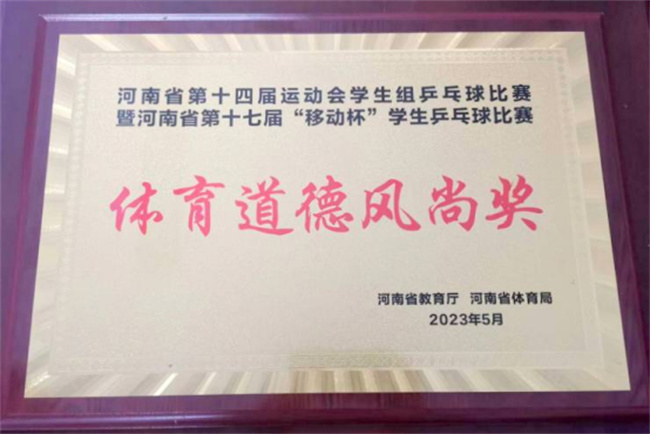 河南省第十四届运动会学生组乒乓球比赛
暨河南省第十七届“移动杯”学生乒乓球比赛
体育道德风尚奖
河南省教育厅 河南省体育局
2023年5月